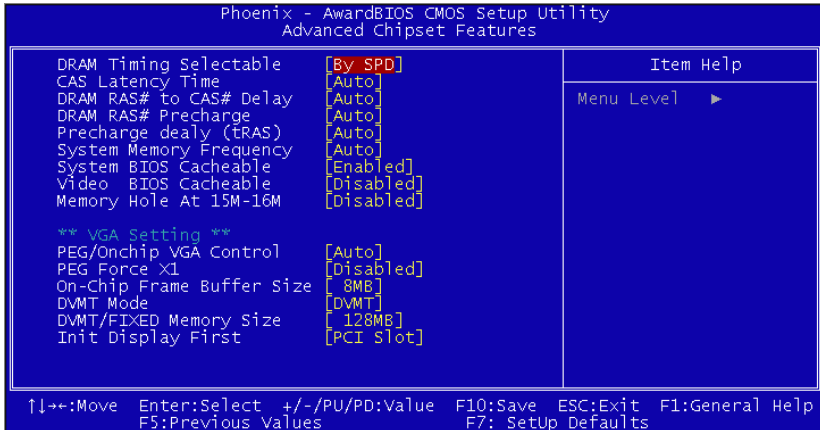 Phoenix - AwardBIOS CMOS Setup Utility
Advanced Chipset Features
DRAM Timing Selectable [By SPD]
CAS Latency Time [Auto]
DRAM RAS# to CAS# Delay [Auto]
DRAM RAS# Precharge [Auto]
Precharge dealy (tRAS) [Auto]
System Memory Frequency [Auto]
System BIOS Cacheable [Enabled]
Video BIOS Cacheable [Disabled]
Memory Hole At 15M-16M [Disabled]
** VGA Setting **
PEG/Onchip VGA Control [Auto]
PEG Force X1 [Disabled]
On-Chip Frame Buffer Size [ 8MB]
DVMT Mode [DVMT]
DVMT/FIXED Memory Size [ 128MB]
Init Display First [PCI Slot]
Item Help
Menu Level ►
↑↓→←:Move Enter:Select +/-/PU/PD:Value F10:Save ESC:Exit F1:General Help
F5:Previous Values F7: SetUp Defaults